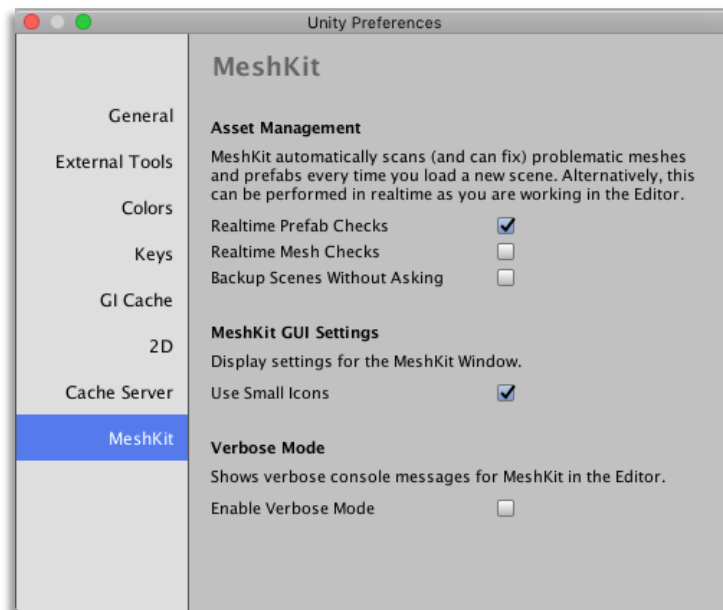 Unity Preferences
General
External Tools
Colors
Keys
GI Cache
2D
Cache Server
MeshKit
MeshKit
Asset Management
MeshKit automatically scans (and can fix) problematic meshes
and prefabs every time you load a new scene. Alternatively, this
can be performed in realtime as you are working in the Editor.
Realtime Prefab Checks
Realtime Mesh Checks
Backup Scenes Without Asking
MeshKit GUI Settings
Display settings for the MeshKit Window.
Use Small Icons
Verbose Mode
Shows verbose console messages for MeshKit in the Editor.
Enable Verbose Mode